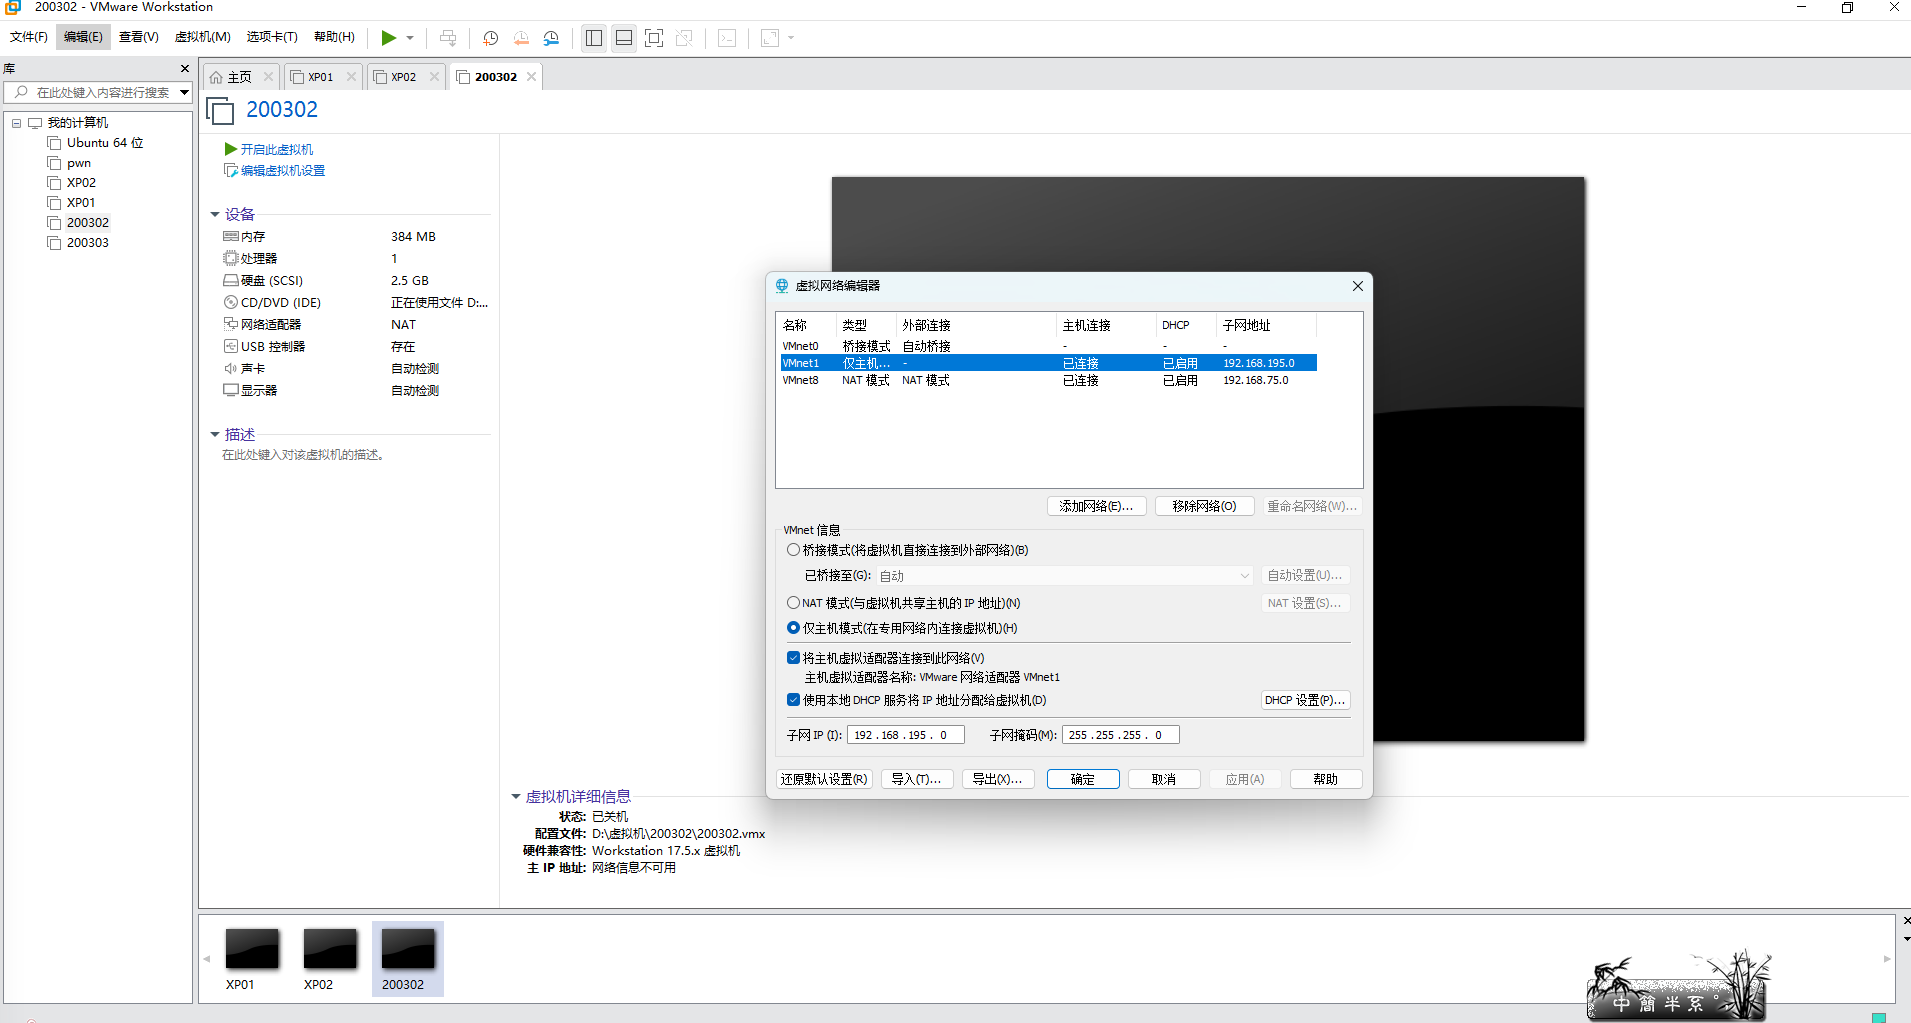 200302 - VMware Workstation
文件(F) 编辑(E) 查看(V) 虚拟机(M) 选项卡(T) 帮助(H)
库
在此处键入内容进行搜索
我的计算机
Ubuntu 64 位
pwn
XP02
XP01
200302
200303
主页 XP01 XP02 200302
200302
开启此虚拟机
编辑虚拟机设置
设备
内存 384 MB
处理器 1
硬盘 (SCSI) 2.5 GB
CD/DVD (IDE) 正在使用文件 D:...
网络适配器 NAT
USB 控制器 存在
声卡 自动检测
显示器 自动检测
描述
在此处键入对该虚拟机的描述。
虚拟网络编辑器
名称 类型 外部连接 主机连接 DHCP 子网地址
VMnet0 桥接模式 自动桥接 - - -
VMnet1 仅主机... - 已连接 已启用 192.168.195.0
VMnet8 NAT 模式 NAT 模式 已连接 已启用 192.168.75.0
添加网络(E)... 移除网络(O) 重命名网络(W)...
VMnet 信息
桥接模式(将虚拟机直接连接到外部网络)(B)
已桥接至(G): 自动 自动设置(U)...
NAT 模式(与虚拟机共享主机的 IP 地址)(N) NAT 设置(S)...
仅主机模式(在专用网络内连接虚拟机)(H)
将主机虚拟适配器连接到此网络(V)
主机虚拟适配器名称: VMware 网络适配器 VMnet1
使用本地 DHCP 服务将 IP 地址分配给虚拟机(D) DHCP 设置(P)...
子网 IP (I): 192 . 168 . 195 . 0 子网掩码(M): 255 . 255 . 255 . 0
还原默认设置(R) 导入(T)... 导出(X)... 确定 取消 应用(A) 帮助
虚拟机详细信息
状态: 已关机
配置文件: D:\虚拟机\200302\200302.vmx
硬件兼容性: Workstation 17.5.x 虚拟机
主 IP 地址: 网络信息不可用
XP01 XP02 200302
中 簡 半 系 °